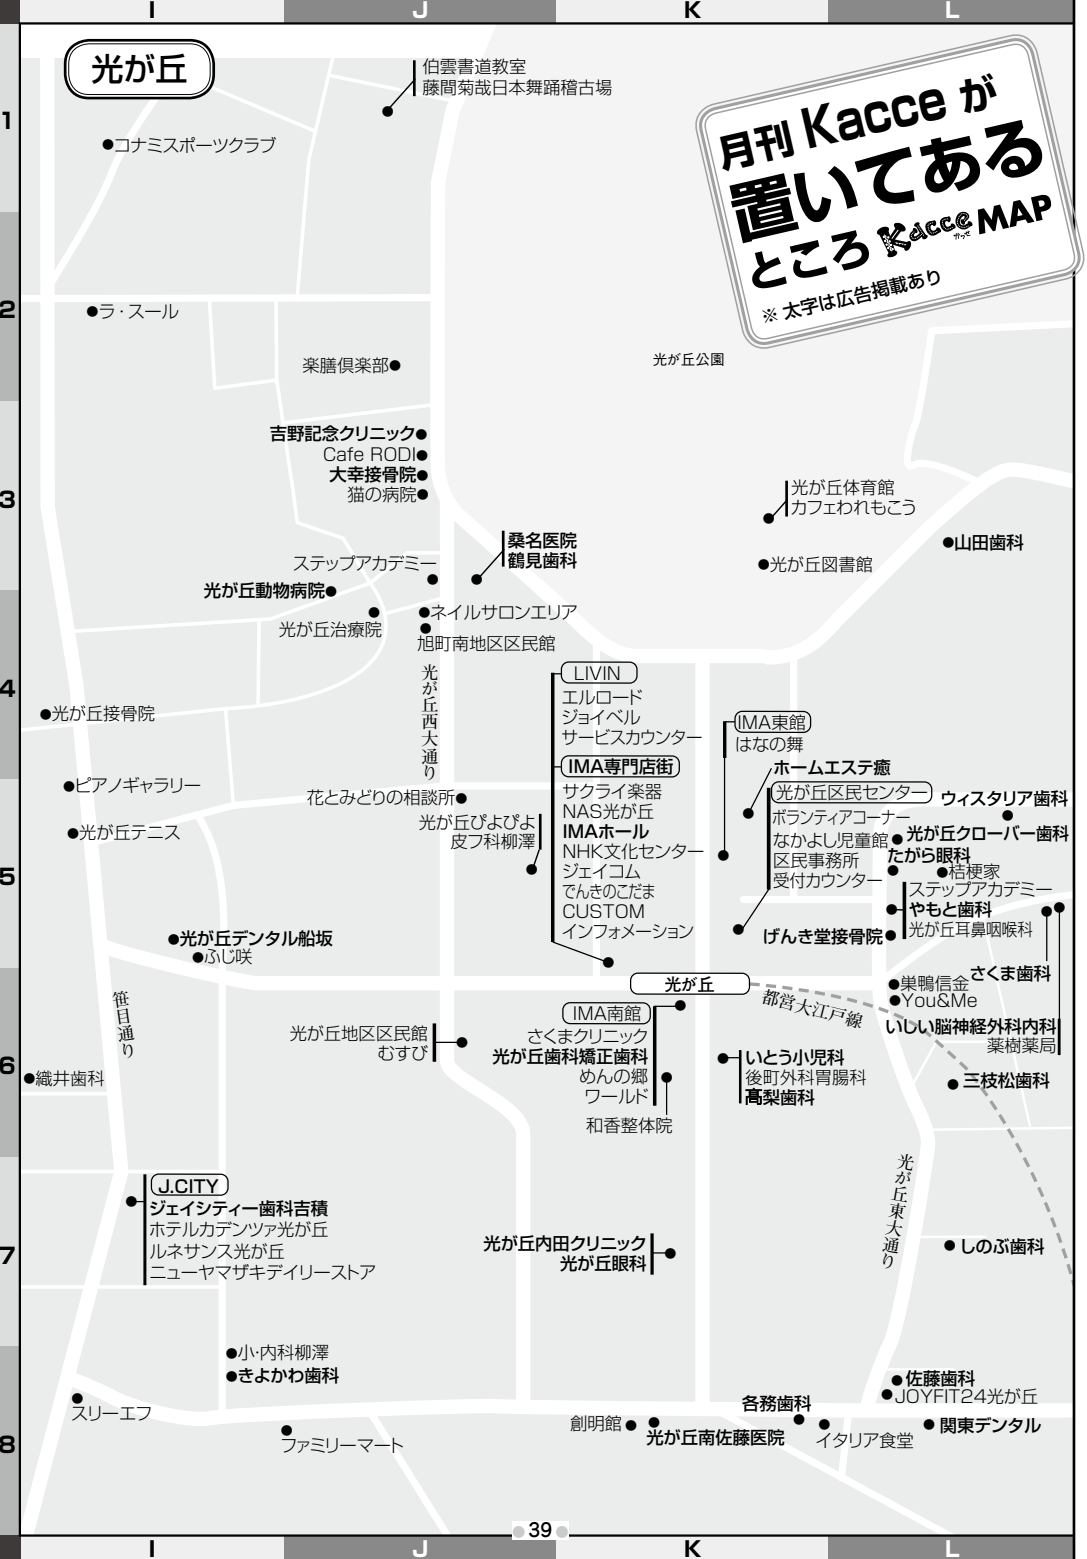 I
J
K
L
光が丘
伯雲書道教室
藤間菊哉日本舞踊稽古場
月刊 Kacce が
置いてある
ところ Kacce MAP
かっせ
※ 太字は広告掲載あり
1
コナミスポーツクラブ
2
ラ・スール
楽膳倶楽部
光が丘公園
吉野記念クリニック
Cafe RODI
大幸接骨院
猫の病院
3
光が丘体育館
カフェわれもこう
桑名医院
鶴見歯科
山田歯科
ステップアカデミー
光が丘図書館
光が丘動物病院
ネイルサロンエリア
光が丘治療院
旭町南地区区民館
光が丘西大通り
4
光が丘接骨院
LIVIN
エルロード
ジョイベル
サービスカウンター
IMA専門店街
サクライ楽器
NAS光が丘
IMAホール
NHK文化センター
ジェイコム
でんきのこだま
CUSTOM
インフォメーション
IMA東館
はなの舞
ホームエステ癒
光が丘区民センター
ボランティアコーナー
なかよし児童館
区民事務所
受付カウンター
ピアノギャラリー
花とみどりの相談所
光が丘テニス
光が丘ぴよぴよ
皮フ科柳澤
ウィスタリア歯科
光が丘クローバー歯科
たがら眼科
桔梗家
5
ステップアカデミー
やもと歯科
光が丘耳鼻咽喉科
げんき堂接骨院
光が丘デンタル船坂
ふじ咲
さくま歯科
光が丘
都営大江戸線
巣鴨信金
You&Me
笹目通り
光が丘地区区民館
むすび
IMA南館
さくまクリニック
光が丘歯科矯正歯科
めんの郷
ワールド
和香整体院
いしい脳神経外科内科
薬樹薬局
いとう小児科
後町外科胃腸科
髙梨歯科
6
織井歯科
三枝松歯科
光が丘東大通り
J.CITY
ジェイシティー歯科吉積
ホテルカデンツァ光が丘
ルネサンス光が丘
ニューヤマザキデイリーストア
7
光が丘内田クリニック
光が丘眼科
しのぶ歯科
小・内科柳澤
きよかわ歯科
佐藤歯科
JOYFIT24光が丘
スリーエフ
各務歯科
創明館
光が丘南佐藤医院
イタリア食堂
関東デンタル
8
ファミリーマート
39
I
J
K
L